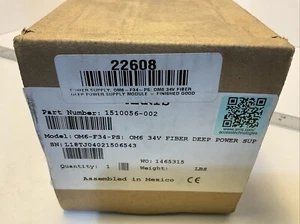 22608
POWER SUPPLY, OM6 - F34 - PS, OM6 34V FIBER
DEEP POWER SUPPLY MODULE - FINISHED GOOD
Part Number: 1510056-002
Model: OM6-F34-PS: OM6 34V FIBER DEEP POWER SUP
SN: L18TJ04021506543
WO: 1463315
Quantity: 1
Weight: LBS
Assembled in Mexico